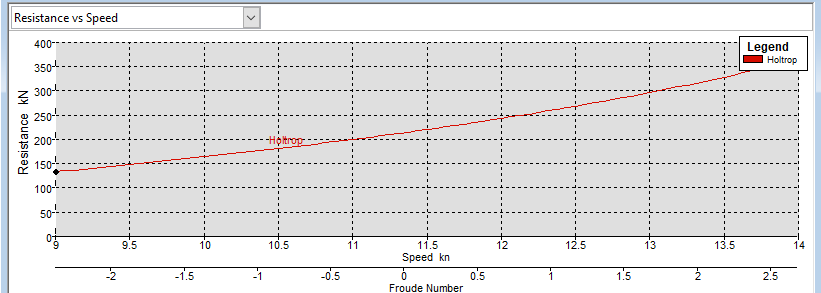 Resistance vs Speed
Legend
Holtrop
400
350
300
250
200
150
100
50
0
Resistance kN
Holtrop
9 9.5 10 10.5 11 11.5 12 12.5 13 13.5 14
Speed kn
-2 -1.5 -1 -0.5 0 0.5 1 1.5 2 2.5
Froude Number